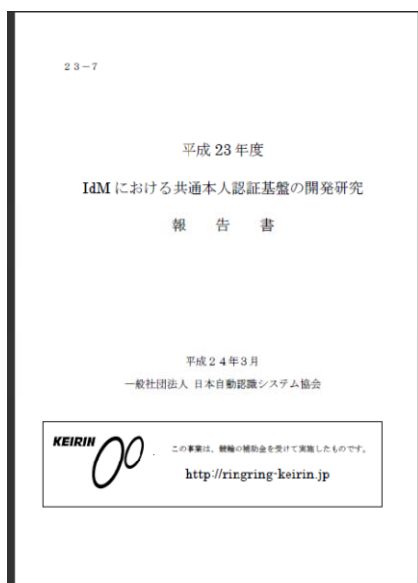 23-7
平成23年度
IdMにおける共通本人認証基盤の開発研究
報 告 書
平成24年3月
一般社団法人 日本自動認識システム協会
KEIRIN
この事業は、競輪の補助金を受けて実施したものです。
http://ringring-keirin.jp